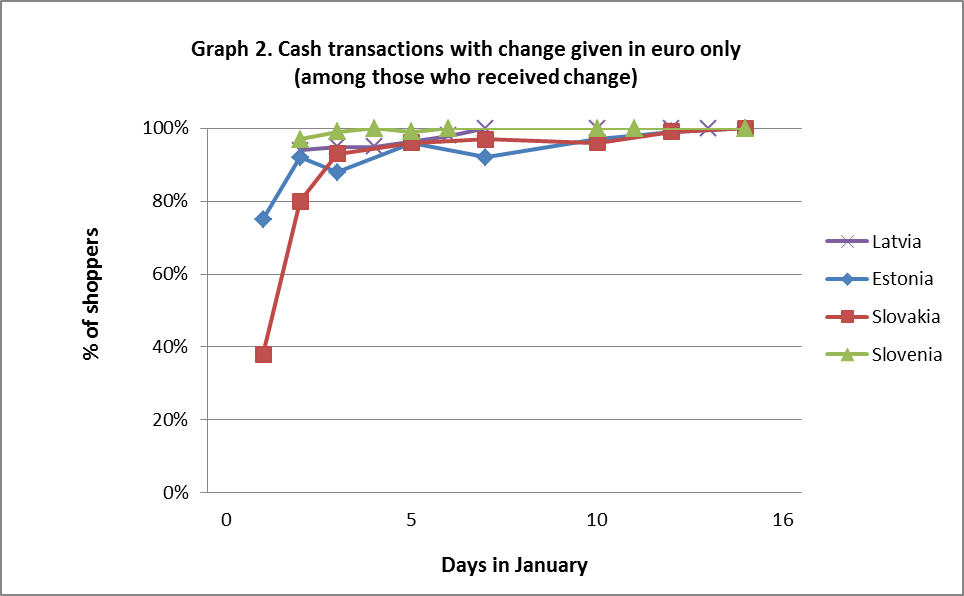 Graph 2. Cash transactions with change given in euro only
(among those who received change)
100%
80%
60%
40%
20%
0%
% of shoppers
0 5 10 16
Days in January
Latvia
Estonia
Slovakia
Slovenia